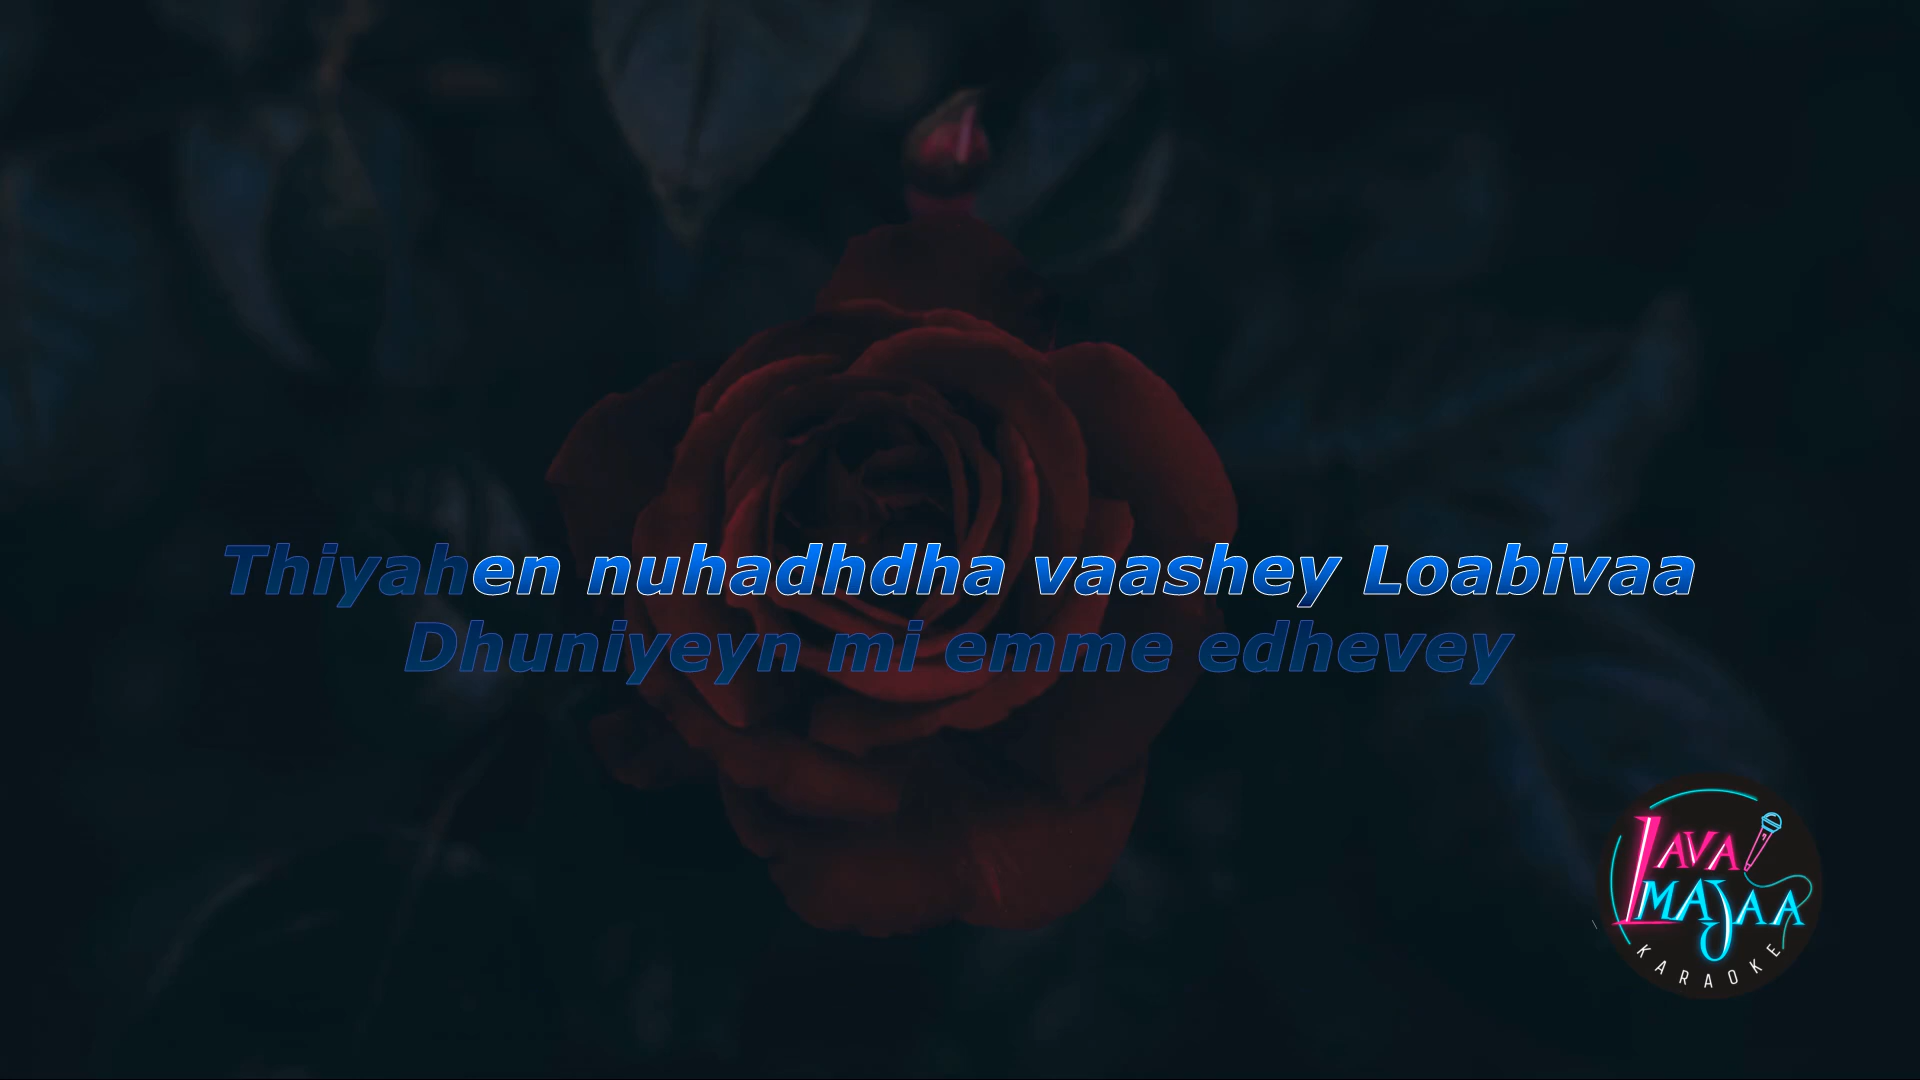 Thiyahen nuhadhdha vaashey Loabivaa
Dhuniyeyn mi emme edhevey
LAVA
MAJAA
KARAOKE